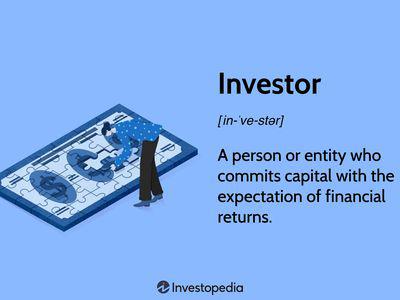 Investor
[in-ˈve-stər]
A person or entity who
commits capital with the
expectation of financial
returns.
Investopedia